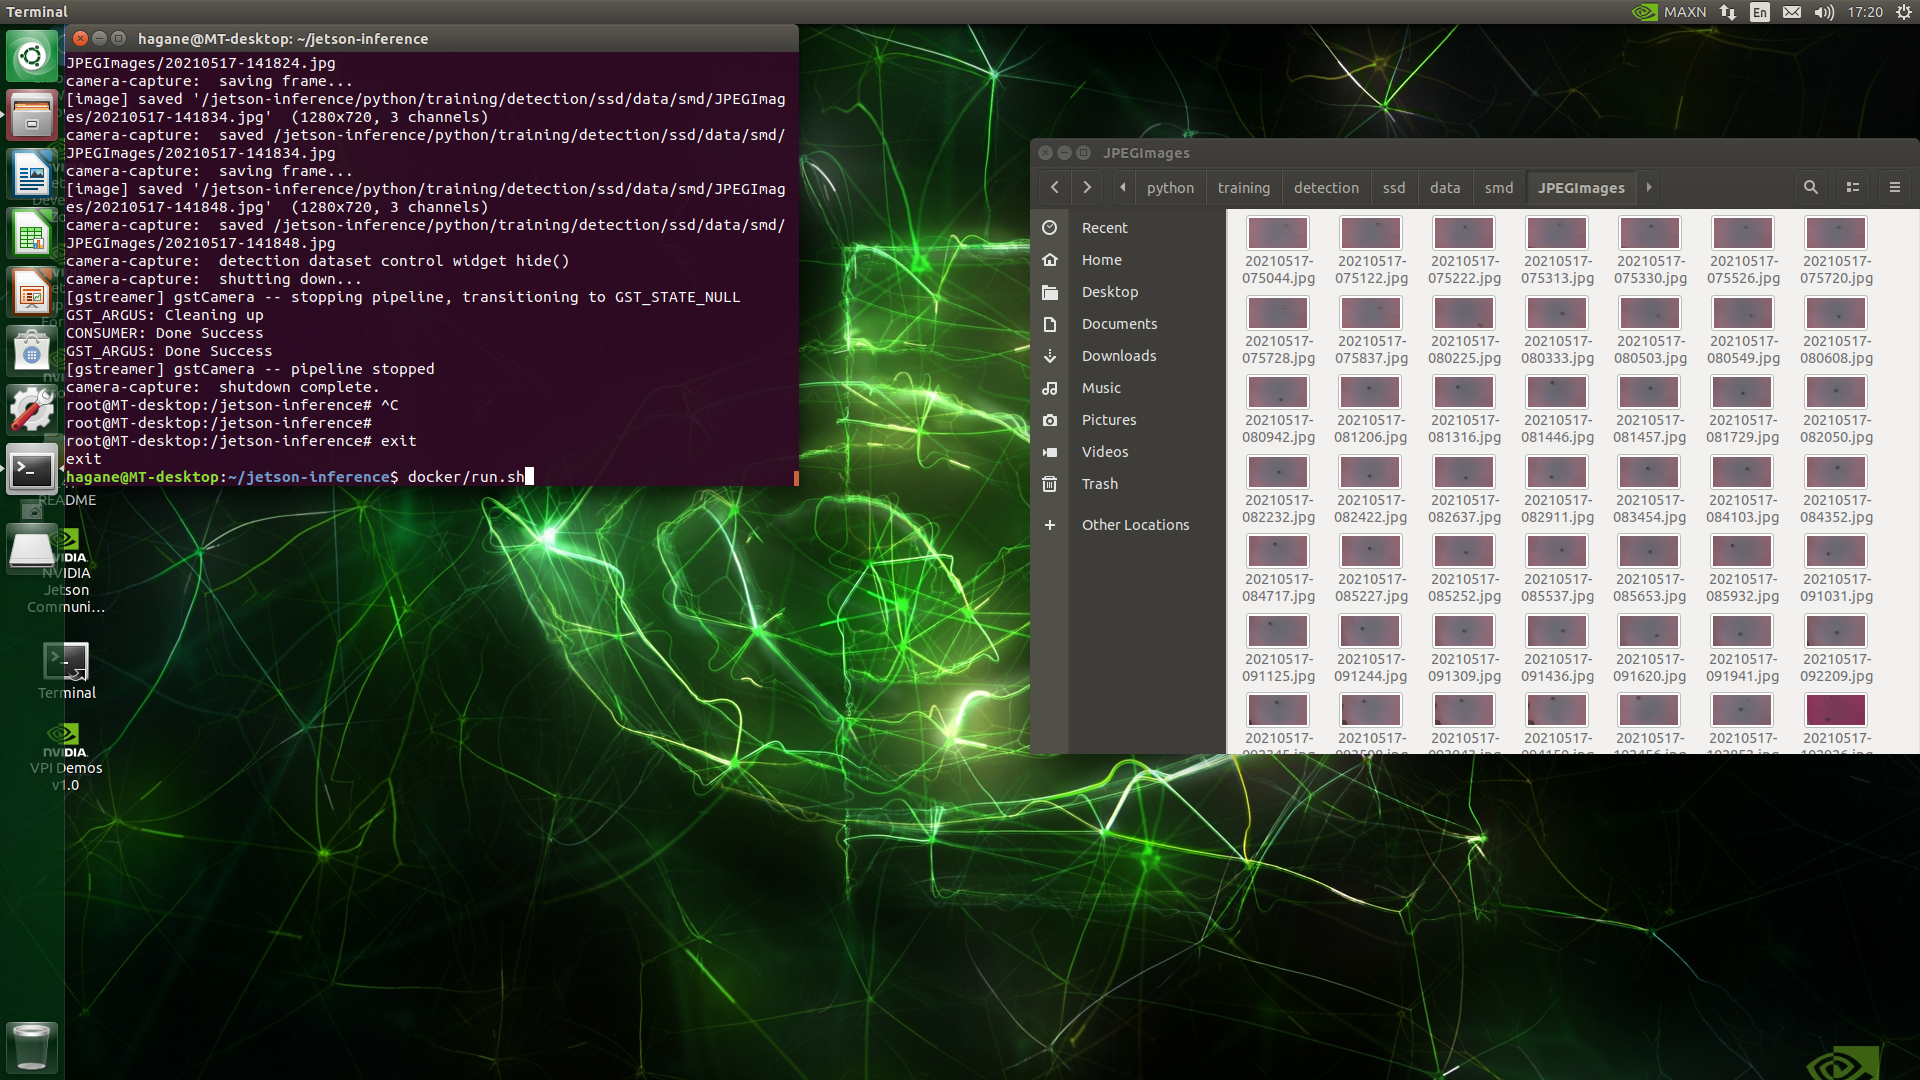 Terminal
MAXN
En
17:20
hagane@MT-desktop: ~/jetson-inference
JPEGImages/20210517-141824.jpg
camera-capture:  saving frame...
[image] saved '/jetson-inference/python/training/detection/ssd/data/smd/JPEGImag
es/20210517-141834.jpg'  (1280x720, 3 channels)
camera-capture:  saved /jetson-inference/python/training/detection/ssd/data/smd/
JPEGImages/20210517-141834.jpg
camera-capture:  saving frame...
[image] saved '/jetson-inference/python/training/detection/ssd/data/smd/JPEGImag
es/20210517-141848.jpg'  (1280x720, 3 channels)
camera-capture:  saved /jetson-inference/python/training/detection/ssd/data/smd/
JPEGImages/20210517-141848.jpg
camera-capture:  detection dataset control widget hide()
camera-capture:  shutting down...
[gstreamer] gstCamera -- stopping pipeline, transitioning to GST_STATE_NULL
GST_ARGUS: Cleaning up
CONSUMER: Done Success
GST_ARGUS: Done Success
[gstreamer] gstCamera -- pipeline stopped
camera-capture:  shutdown complete.
root@MT-desktop:/jetson-inference# ^C
root@MT-desktop:/jetson-inference#
root@MT-desktop:/jetson-inference# exit
exit
hagane@MT-desktop:~/jetson-inference$ docker/run.sh
README
NVIDIA
NVIDIA
Jetson
Communi...
Terminal
NVIDIA
VPI Demos
v1.0
JPEGImages
python training detection ssd data smd JPEGImages
Recent
Home
Desktop
Documents
Downloads
Music
Pictures
Videos
Trash
Other Locations
20210517- 20210517- 20210517- 20210517- 20210517- 20210517- 20210517-
075044.jpg 075122.jpg 075222.jpg 075313.jpg 075330.jpg 075526.jpg 075720.jpg
20210517- 20210517- 20210517- 20210517- 20210517- 20210517- 20210517-
075728.jpg 075837.jpg 080225.jpg 080333.jpg 080503.jpg 080549.jpg 080608.jpg
20210517- 20210517- 20210517- 20210517- 20210517- 20210517- 20210517-
080942.jpg 081206.jpg 081316.jpg 081446.jpg 081457.jpg 081729.jpg 082050.jpg
20210517- 20210517- 20210517- 20210517- 20210517- 20210517- 20210517-
082232.jpg 082422.jpg 082637.jpg 082911.jpg 083454.jpg 084103.jpg 084352.jpg
20210517- 20210517- 20210517- 20210517- 20210517- 20210517- 20210517-
084717.jpg 085227.jpg 085252.jpg 085537.jpg 085653.jpg 085932.jpg 091031.jpg
20210517- 20210517- 20210517- 20210517- 20210517- 20210517- 20210517-
091125.jpg 091244.jpg 091309.jpg 091436.jpg 091620.jpg 091941.jpg 092209.jpg
20210517- 20210517- 20210517- 20210517- 20210517- 20210517- 20210517-